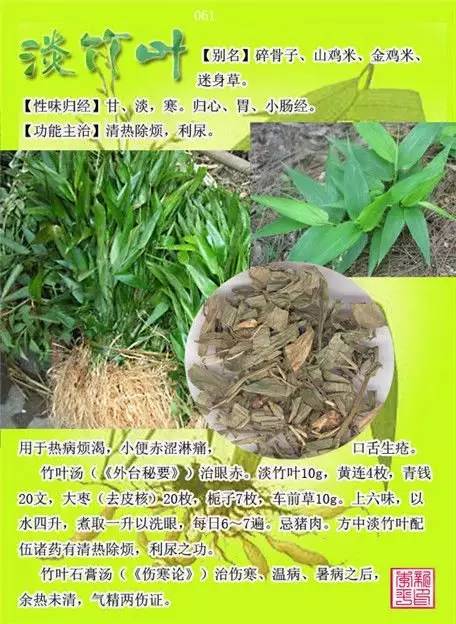 061
淡竹叶
【别名】碎骨子、山鸡米、金鸡米、
迷身草。
【性味归经】甘、淡，寒。归心、胃、小肠经。
【功能主治】清热除烦，利尿。
用于热病烦渴，小便赤涩淋痛， 口舌生疮。
竹叶汤（《外台秘要》）治眼赤。淡竹叶10g，黄连4枚，青钱
20文，大枣（去皮核）20枚，栀子7枚，车前草10g。上六味，以
水四升，煮取一升以洗眼，每日6～7遍。忌猪肉。方中淡竹叶配
伍诸药有清热除烦，利尿之功。
竹叶石膏汤（《伤寒论》）治伤寒、温病、暑病之后，
余热未清，气精两伤证。